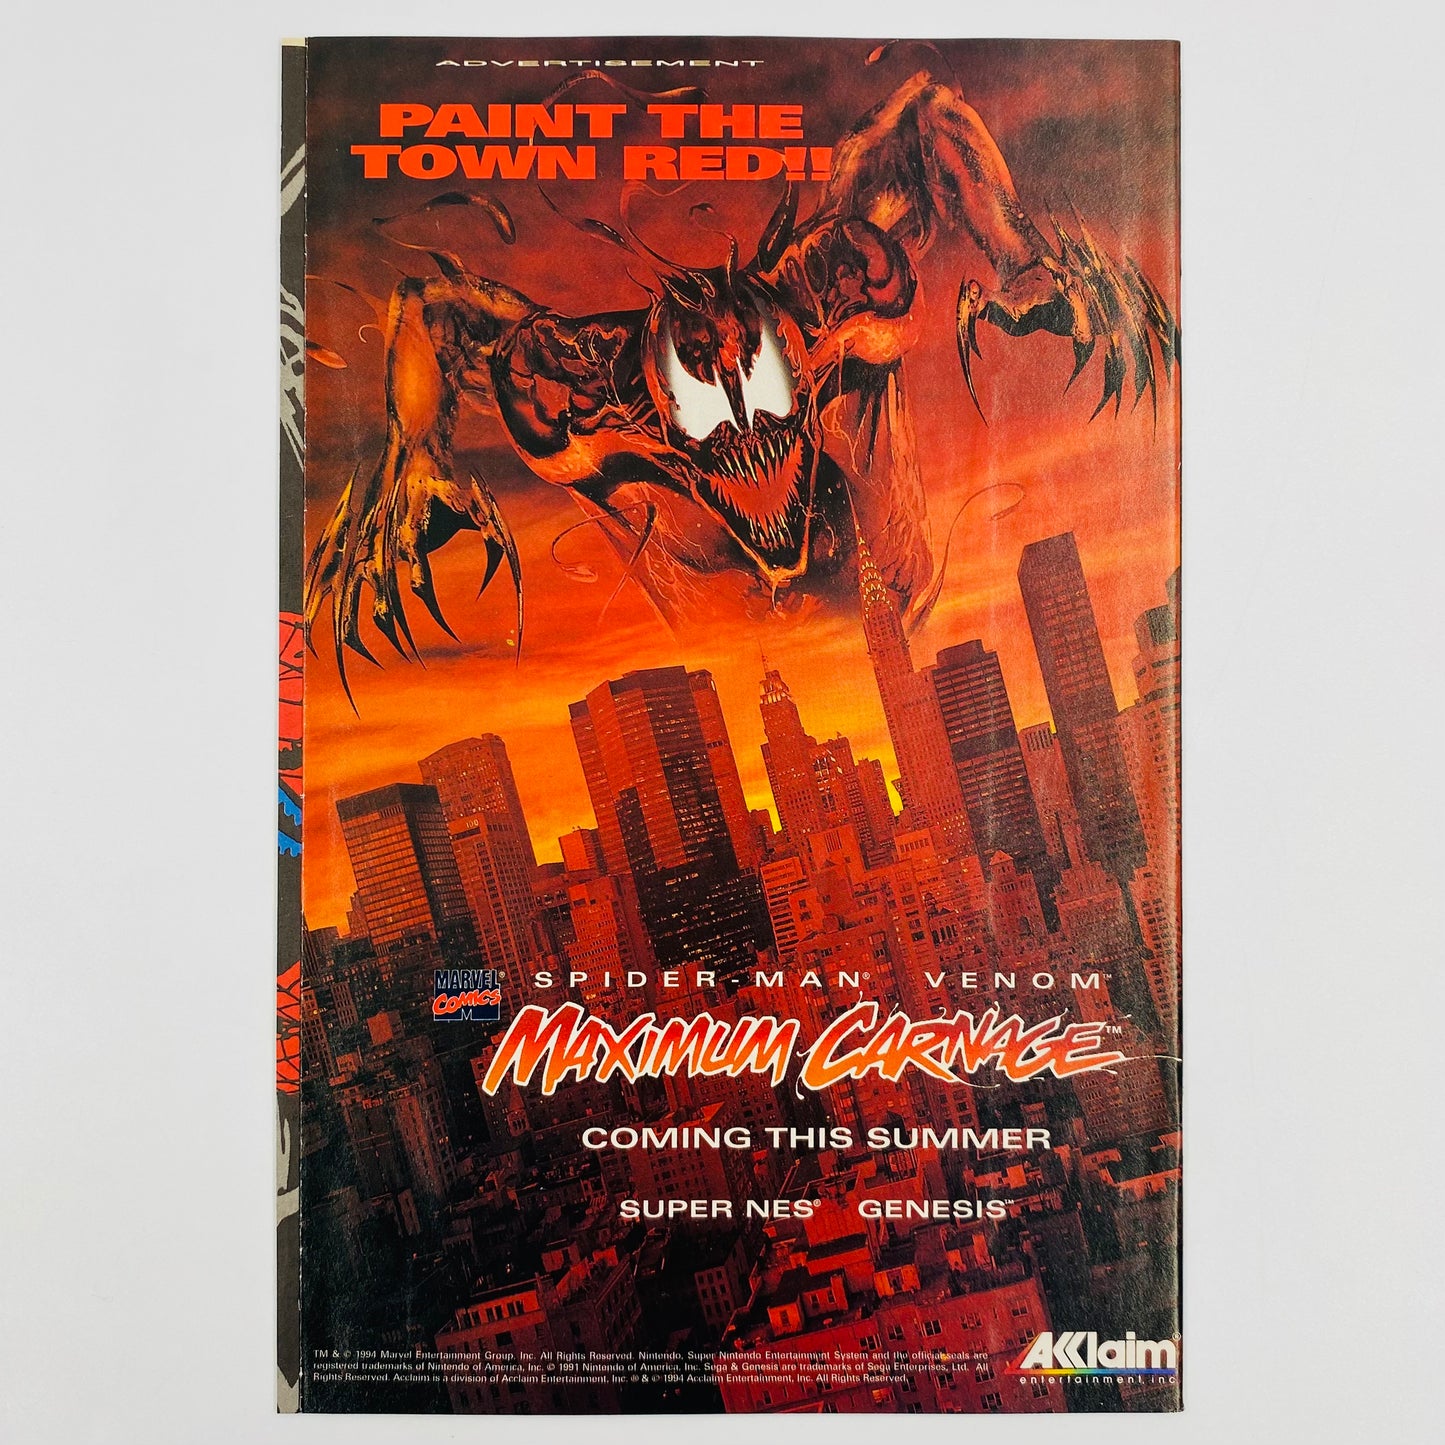 ADVERTISEMENT
PAINT THE
TOWN RED!!
100
MARVEL®
COMICS
M
SPIDER-MAN® VENOM™
MAXIMUM CARNAGE™
COMING THIS SUMMER
SUPER NES® GENESIS™
TM & © 1994 Marvel Entertainment Group, Inc. All Rights Reserved. Nintendo, Super Nintendo Entertainment System and the official seals are
registered trademarks of Nintendo of America, Inc. © 1991 Nintendo of America, Inc. Sega & Genesis are trademarks of Sega Enterprises, Ltd. All
Rights Reserved. Acclaim is a division of Acclaim Entertainment, Inc. ® & © 1994 Acclaim Entertainment, Inc. All Rights Reserved.
AKKlaim®
entertainment, inc.